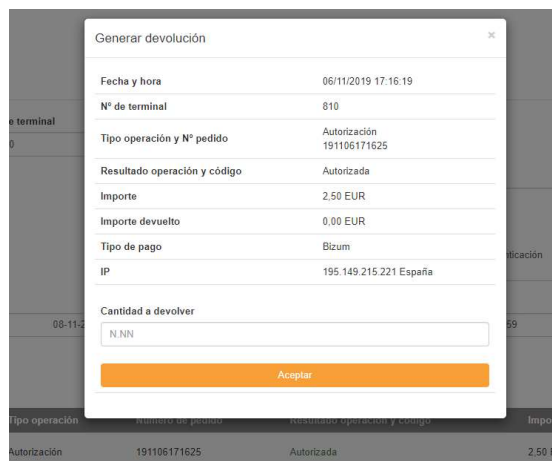 Generar devolución ×
Fecha y hora 06/11/2019 17:16:19
Nº de terminal 810
e terminal
0
Tipo operación y Nº pedido Autorización
191106171625
Resultado operación y código Autorizada
Importe 2,50 EUR
Importe devuelto 0,00 EUR
Tipo de pago Bizum
nticación
IP 195.149.215.221 España
Cantidad a devolver
08-11-2 N.NN 59
Aceptar
Tipo operación Número de pedido Resultado operación y código Impo
Autorización 191106171625 Autorizada 2,50